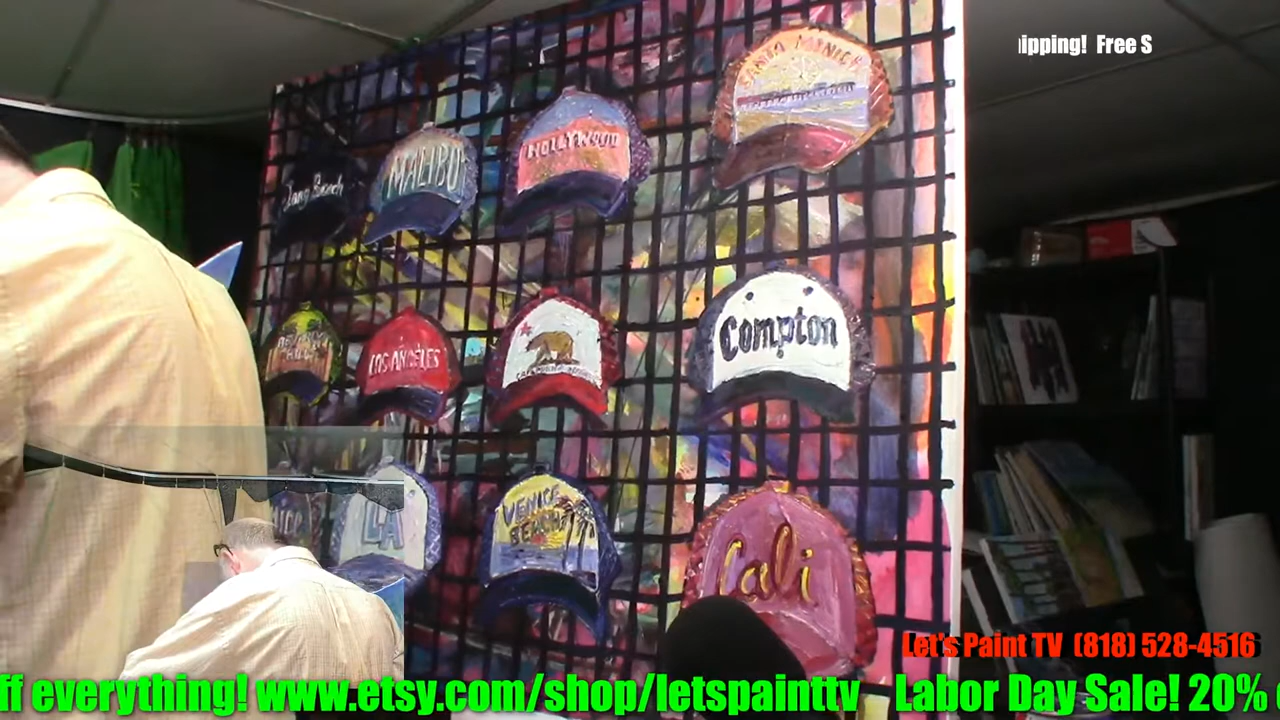 ipping!  Free S
SANTA MONICA
HOLLYWOOD
MALIBU
Long Beach
Compton
LOS ANGELES
LA
VENICE
BEACH
Cali
Let's Paint TV  (818) 528-4516
ff everything! www.etsy.com/shop/letspainttv   Labor Day Sale! 20%